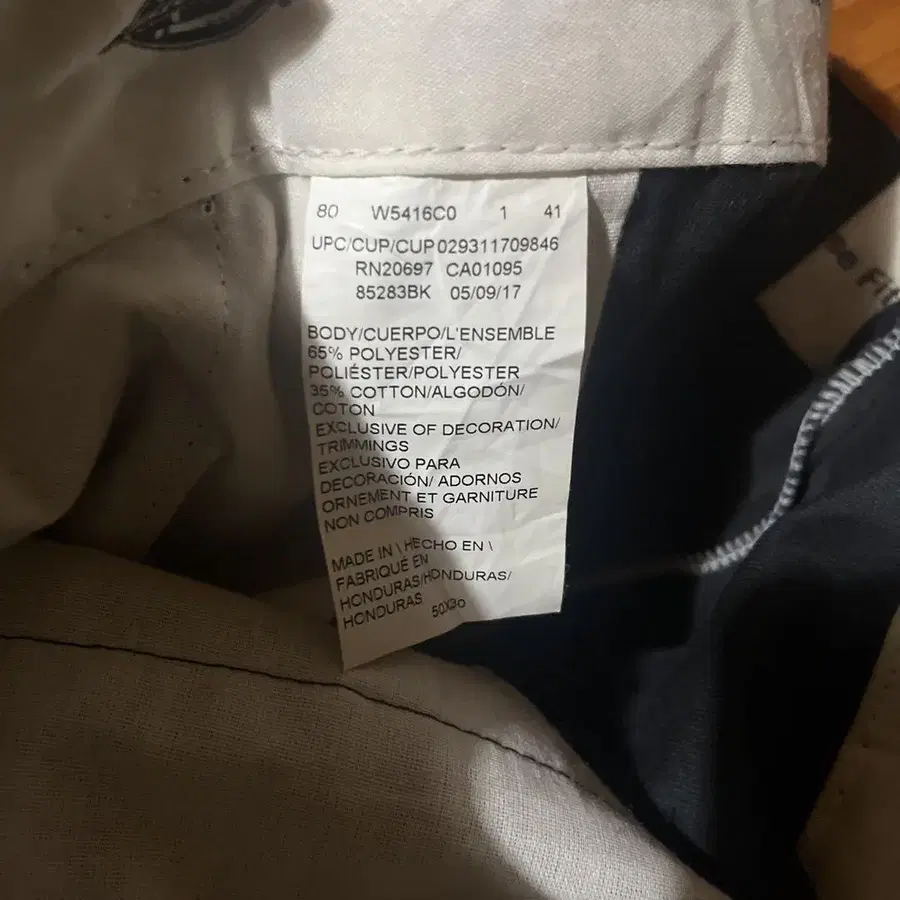 80 W5416C0 1 41
UPC/CUP/CUP 029311709846
RN20697 CA01095
85283BK 05/09/17
BODY/CUERPO/L'ENSEMBLE
65% POLYESTER/
POLIÉSTER/POLYESTER
35% COTTON/ALGODÓN/
COTON
EXCLUSIVE OF DECORATION/
TRIMMINGS
EXCLUSIVO PARA
DECORACIÓN/ ADORNOS
ORNEMENT ET GARNITURE
NON COMPRIS
MADE IN \ HECHO EN \
FABRIQUÉ EN
HONDURAS/HONDURAS/
HONDURAS 50X30